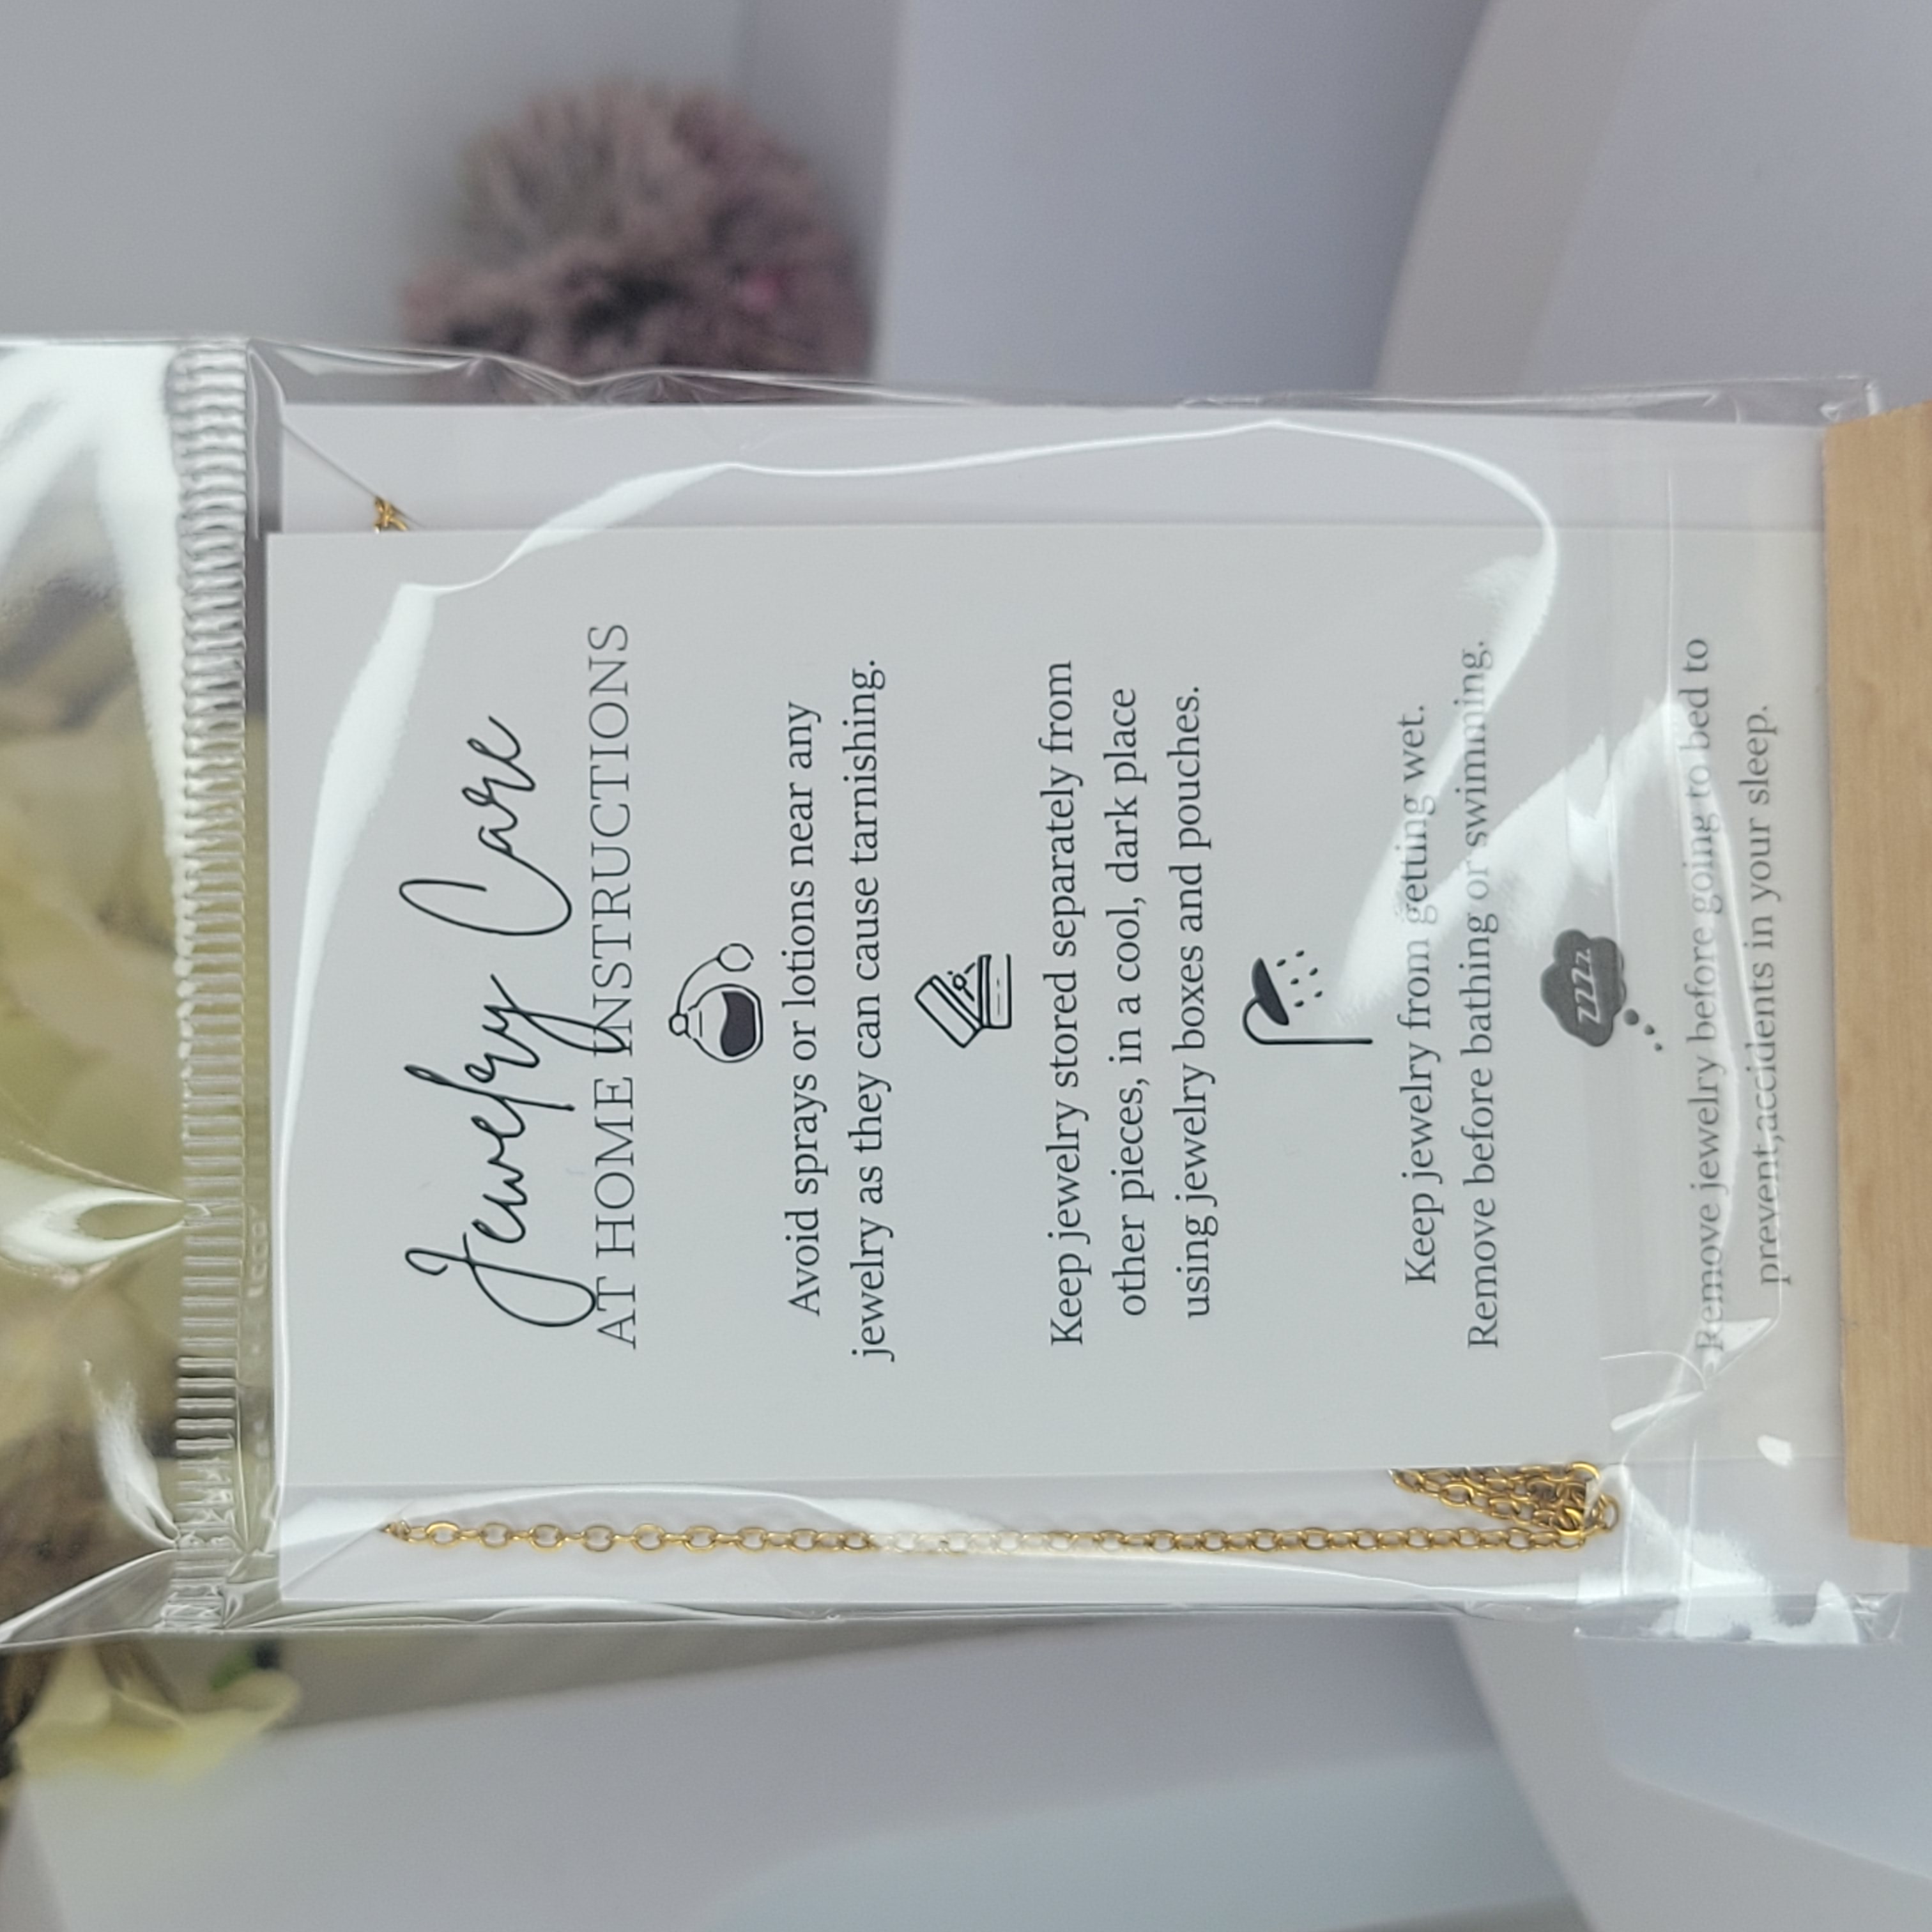 Jewelry Care
AT HOME INSTRUCTIONS
Avoid sprays or lotions near any
jewelry as they can cause tarnishing.
Keep jewelry stored separately from
other pieces, in a cool, dark place
using jewelry boxes and pouches.
Keep jewelry from getting wet.
Remove before bathing or swimming.
zzzz
Remove jewelry before going to bed to
prevent accidents in your sleep.